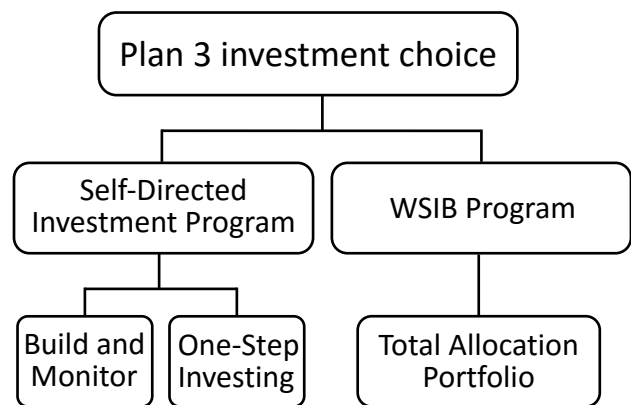 Plan 3 investment choice
Self-Directed
Investment Program
WSIB Program
Build and
Monitor
One-Step
Investing
Total Allocation
Portfolio